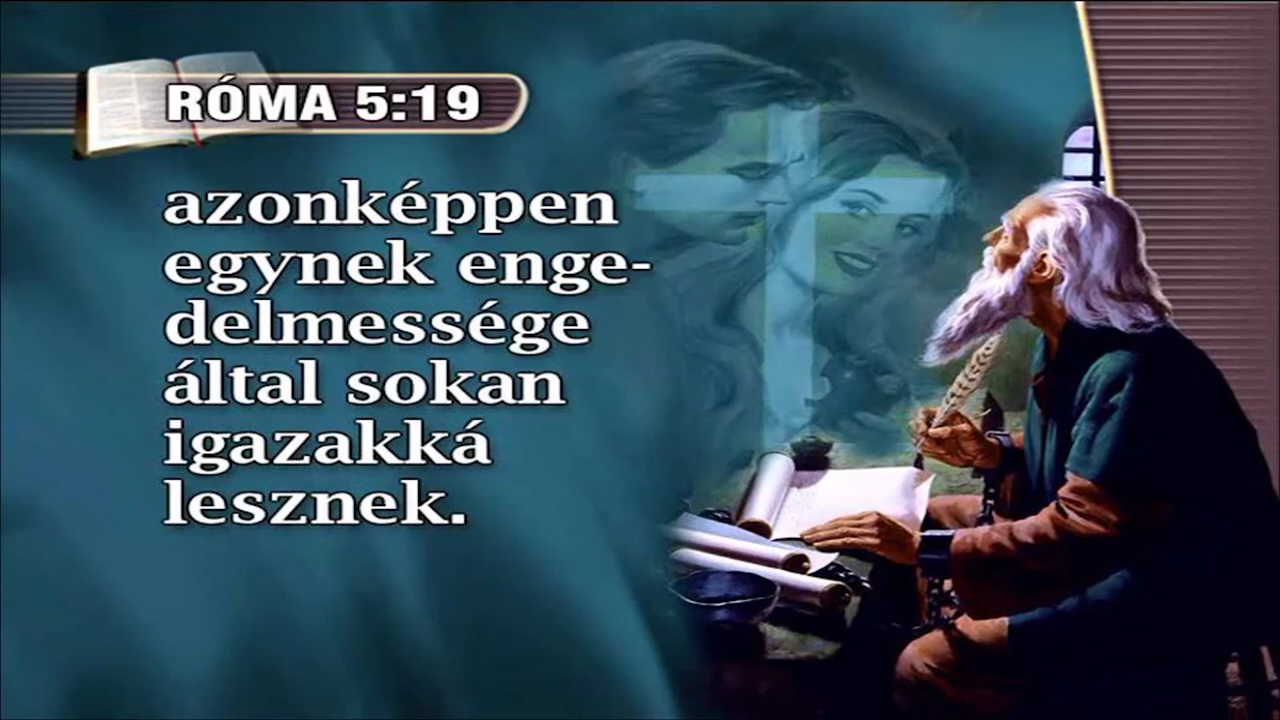 RÓMA 5:19
azonképpen
egynek enge-
delmessége
által sokan
igazakká
lesznek.